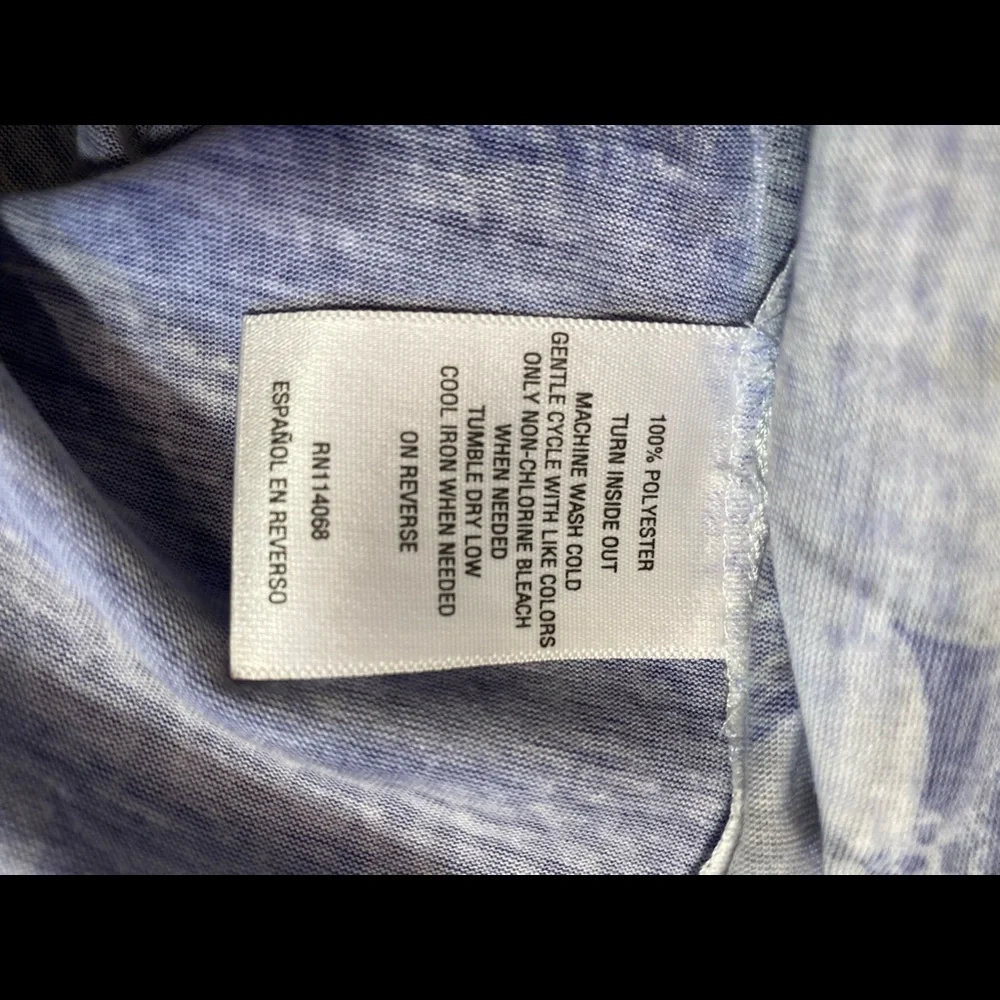 100% POLYESTER
TURN INSIDE OUT
MACHINE WASH COLD
GENTLE CYCLE WITH LIKE COLORS
ONLY NON-CHLORINE BLEACH
WHEN NEEDED
TUMBLE DRY LOW
COOL IRON WHEN NEEDED
ON REVERSE
RN114068
ESPAÑOL EN REVERSO